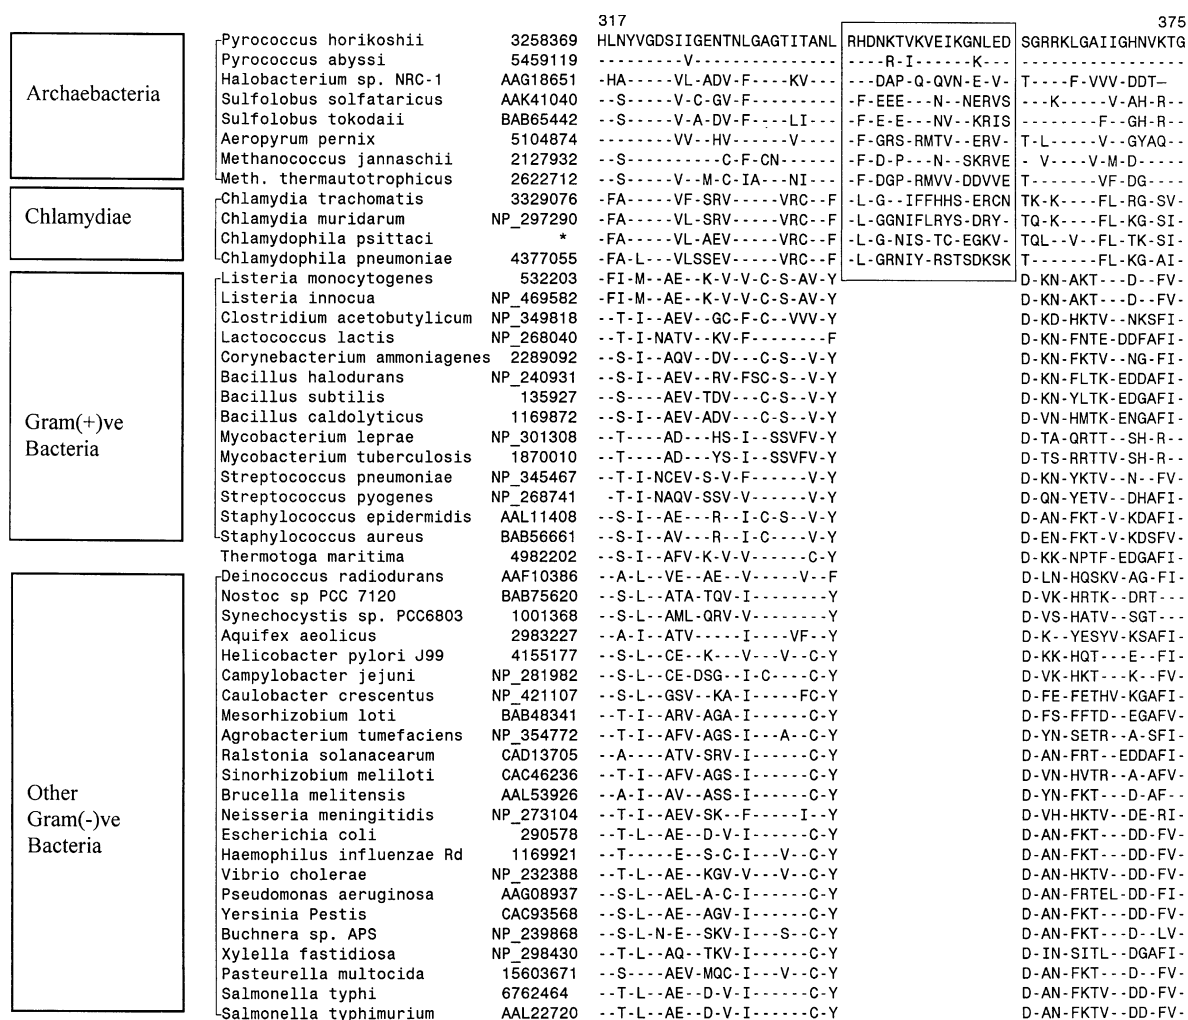 317 375
Pyrococcus horikoshii 3258369 HLNYVGDSIIGENTNLGAGTITANL RHDNKTVKVEIKGNLED SGRRKLGAIIGHNVKTG
Pyrococcus abyssi 5459119 ---------V--------------- ----R-I------K--- -----------------
Archaebacteria
Halobacterium sp. NRC-1 AAG18651 -HA-----VL-ADV-F----KV--- ---DAP-Q-QVN-E-V- T----F-VVV-DDT--
Sulfolobus solfataricus AAK41040 --S-----V-C-GV-F--------- -F-EEE---N--NERVS --K-----V-AH-R--
Sulfolobus tokodaii BAB65442 --S-----V-A-DV-F----LI--- -F-E-E---NV--KRIS --------F--GH-R-
Aeropyrum pernix 5104874 --------VV--HV------V---- -F-GRS-RMTV--ERV- T-L-----V--GYAQ-
Methanococcus jannaschii 2127932 --S---------C-F-CN------- -F-D-P---N--SKRVE -V----V-M-D-----
Meth. thermautotrophicus 2622712 --S-----V--M-C-IA---NI--- -F-DGP-RMVV-DDVVE T-------VF-DG----
Chlamydiae
Chlamydia trachomatis 3329076 -FA-----VF-SRV-----VRC--F -L-G--IFFHHS-ERCN TK-K----FL-RG-SV-
Chlamydia muridarum NP_297290 -FA-----VL-SRV-----VRC--F -L-GGNIFLRYS-DRY- TQ-K----FL-KG-SI-
Chlamydophila psittaci * -FA-----VL-AEV-----VRC--F -L-G-NIS-TC-EGKV- TQL--V--FL-TK-SI-
Chlamydophila pneumoniae 4377055 -FA-L---VLSSEV-----VRC--F -L-GRNIY-RSTSDKSK T-------FL-KG-AI-
Listeria monocytogenes 532203 -FI-M--AE--K-V-V-C-S-AV-Y D-KN-AKT---D--FV-
Listeria innocua NP_469582 -FI-M--AE--K-V-V-C-S-AV-Y D-KN-AKT---D--FV-
Clostridium acetobutylicum NP_349818 --T-I--AEV--GC-F-C--VVV-Y D-KD-HKTV--NKSFI-
Lactococcus lactis NP_268040 --T-I-NATV--KV-F--------F D-KN-FNTE-DDFAFI-
Corynebacterium ammoniagenes 2289092 --S-I--AQV--DV---C-S--V-Y D-KN-FKTV--NG-FI-
Bacillus halodurans NP_240931 --S-I--AEV--RV-FSC-S--V-Y D-KN-FLTK-EDDAFI-
Bacillus subtilis 135927 --S----AEV-TDV---C-S--V-Y D-KN-YLTK-EDGAFI-
Bacillus caldolyticus 1169872 --S-I--AEV-ADV---C-S--V-Y D-VN-HMTK-ENGAFI-
Gram(+)ve
Bacteria
Mycobacterium leprae NP_301308 --T----AD---HS-I--SSVFV-Y D-TA-QRTT--SH-R--
Mycobacterium tuberculosis 1870010 --T----AD---YS-I--SSVFV-Y D-TS-RRTTV-SH-R--
Streptococcus pneumoniae NP_345467 --T-I-NCEV-S-V-F------V-Y D-KN-YKTV--N--FV-
Streptococcus pyogenes NP_268741 -T-I-NAQV-SSV-V------V-Y D-QN-YETV--DHAFI-
Staphylococcus epidermidis AAL11408 --S-I--AE---R--I-C-S--V-Y D-AN-FKT-V-KDAFI-
Staphylococcus aureus BAB56661 --S-I--AV---R--I-C----V-Y D-EN-FKT-V-KDSFV-
Thermotoga maritima 4982202 --S-I--AFV-K-V-V------C-Y D-KK-NPTF-EDGAFI-
Deinococcus radiodurans AAF10386 --A-L--VE--AE--V-----V--F D-LN-HQSKV-AG-FI-
Nostoc sp PCC 7120 BAB75620 --S-L--ATA-TQV-I--------Y D-VK-HRTK--DRT---
Synechocystis sp. PCC6803 1001368 --S-L--AML-QRV-V--------Y D-VS-HATV--SGT---
Aquifex aeolicus 2983227 --A-I--ATV-----I----VF--Y D-K--YESYV-KSAFI-
Helicobacter pylori J99 4155177 --S-L--CE--K---V---V--C-Y D-KK-HQT---E--FI-
Campylobacter jejuni NP_281982 --S-L--CE-DSG--I-C----C-Y D-VK-HKT---K--FV-
Caulobacter crescentus NP_421107 --S-L--GSV--KA-I-----FC-Y D-FE-FETHV-KGAFI-
Mesorhizobium loti BAB48341 --T-I--ARV-AGA-I------C-Y D-FS-FFTD--EGAFV-
Agrobacterium tumefaciens NP_354772 --T-I--AFV-AGS-I---A--C-Y D-YN-SETR--A-SFI-
Ralstonia solanacearum CAD13705 --A----ATV-SRV-I------C-Y D-AN-FRT--EDDAFI-
Sinorhizobium meliloti CAC46236 --T-I--AFV-AGS-I------C-Y D-VN-HVTR--A-AFV-
Other
Gram(-)ve
Bacteria
Brucella melitensis AAL53926 --A-I--AV--ASS-I------C-Y D-YN-FKT---D-AF--
Neisseria meningitidis NP_273104 --T-I--AEV-SK--F-----I--Y D-VH-HKTV--DE-RI-
Escherichia coli 290578 --T-L--AE--D-V-I------C-Y D-AN-FKT---DD-FV-
Haemophilus influenzae Rd 1169921 --T-----E--S-C-I---V--C-Y D-AN-FKT---DD-FV-
Vibrio cholerae NP_232388 --T-L--AE--KGV-V---V--C-Y D-AN-HKTV--DD-FV-
Pseudomonas aeruginosa AAG08937 --S-L--AEL-A-C-I------C-Y D-AN-FRTEL-DD-FI-
Yersinia Pestis CAC93568 --S-L--AE--AGV-I------C-Y D-AN-FKT---DD-FV-
Buchnera sp. APS NP_239868 --S-L-N-E--SKV-I---S--C-Y D-AN-FKT---D--LV-
Xylella fastidiosa NP_298430 --T-L--AQ--TKV-I------C-Y D-IN-SITL--DGAFI-
Pasteurella multocida 15603671 --S----AEV-MQC-I---V--C-Y D-AN-FKT---D--FV-
Salmonella typhi 6762464 --T-L--AE--D-V-I------C-Y D-AN-FKTV--DD-FV-
Salmonella typhimurium AAL22720 --T-L--AE--D-V-I------C-Y D-AN-FKTV--DD-FV-